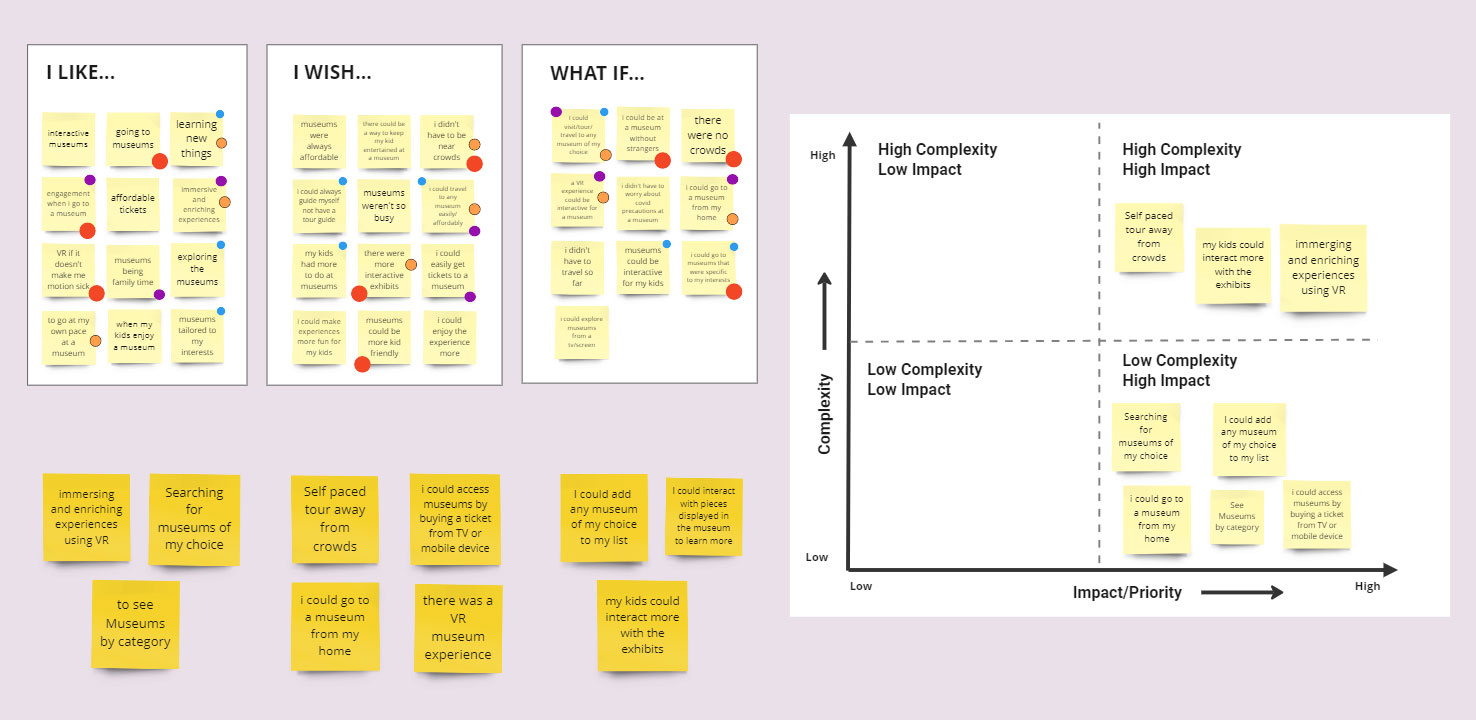 I LIKE...
interactive
museums
going to
museums
learning
new
things
engagement
when i go to
a museum
affordable
tickets
immersive
and
enriching
experiences
VR if it
doesn't
make me
motion sick
museums
being
family time
exploring
the
museums
to go at my
own pace
at a
museum
when my
kids enjoy
a museum
museums
tailored to
my
interests
I WISH...
museums
were
always
affordable
there could be
a way to keep
my kid
entertained at
a museum
i didn't
have to be
near
crowds
i could always
guide myself
not have a
tour guide
museums
weren't so
busy
i could travel
to any
museum
easily/
affordably
my kids
had more
to do at
museums
there were
more
interactive
exhibits
i could
easily get
tickets to a
museum
i could make
experiences
more fun for
my kids
museums
could be
more kid
friendly
i could
enjoy the
experience
more
WHAT IF...
i could
visit/tour/
travel to any
museum of my
choice
i could be at
a museum
without
strangers
there
were no
crowds
a VR
experience
could be
interactive for
a museum
i didn't have to
worry about
covid
precautions at
a museum
i could go to
a museum
from my
home
i didn't
have to
travel so
far
museums
could be
interactive
for my kids
i could go to
museums that
were specific
to my interests
i could explore
museums
from a
tv/screen
immersing
and enriching
experiences
using VR
Searching
for
museums of
my choice
to see
Museums
by category
Self paced
tour away
from
crowds
i could access
museums by
buying a ticket
from TV or
mobile device
i could go to
a museum
from my
home
there was a
VR
museum
experience
I could add
any museum
of my choice
to my list
I could interact
with pieces
displayed in
the museum
to learn more
my kids could
interact more
with the
exhibits
High
High Complexity
Low Impact
High Complexity
High Impact
Self paced
tour away
from
crowds
my kids could
interact more
with the
exhibits
immerging
and enriching
experiences
using VR
Complexity
Low Complexity
Low Impact
Low Complexity
High Impact
Searching
for
museums of
my choice
I could add
any museum
of my choice
to my list
i could go to
a museum
from my
home
See
Museums
by category
i could access
museums by
buying a ticket
from TV or
mobile device
Low
Low
Impact/Priority
High